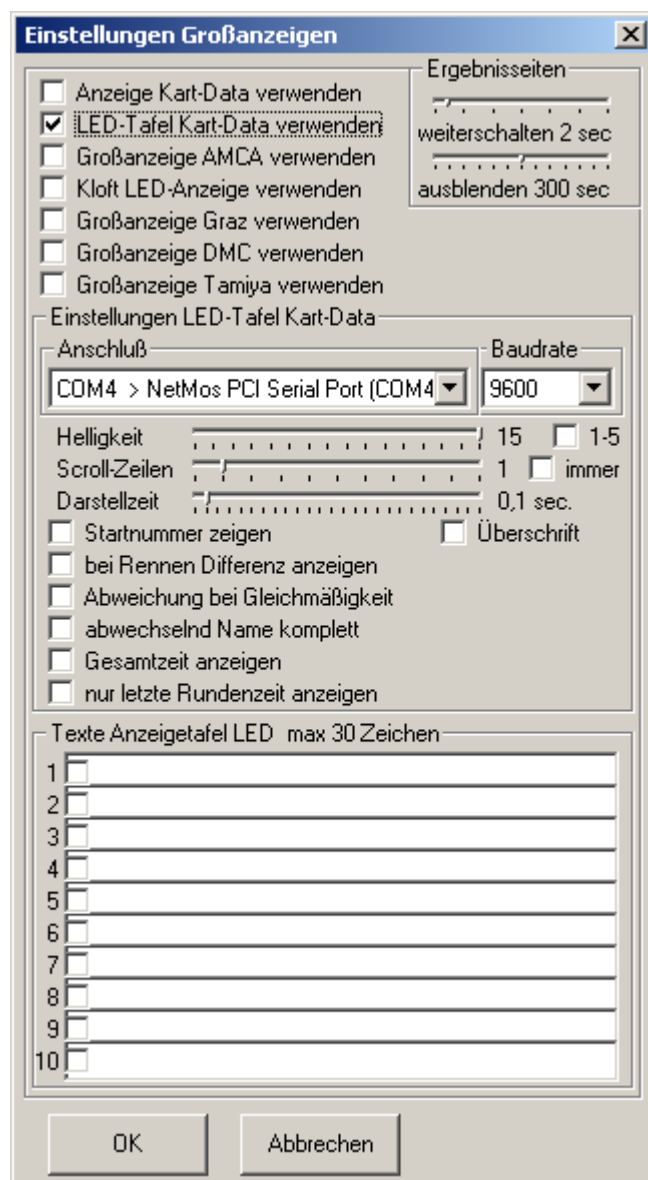 Einstellungen Großanzeigen
Anzeige Kart-Data verwenden
LED-Tafel Kart-Data verwenden
Großanzeige AMCA verwenden
Kloft LED-Anzeige verwenden
Großanzeige Graz verwenden
Großanzeige DMC verwenden
Großanzeige Tamiya verwenden
Ergebnisseiten
weiterschalten 2 sec
ausblenden 300 sec
Einstellungen LED-Tafel Kart-Data
Anschluß
COM4 > NetMos PCI Serial Port (COM4
Baudrate
9600
Helligkeit 15 1-5
Scroll-Zeilen 1 immer
Darstellzeit 0,1 sec.
Startnummer zeigen Überschrift
bei Rennen Differenz anzeigen
Abweichung bei Gleichmäßigkeit
abwechselnd Name komplett
Gesamtzeit anzeigen
nur letzte Rundenzeit anzeigen
Texte Anzeigetafel LED max 30 Zeichen
1
2
3
4
5
6
7
8
9
10
OK Abbrechen